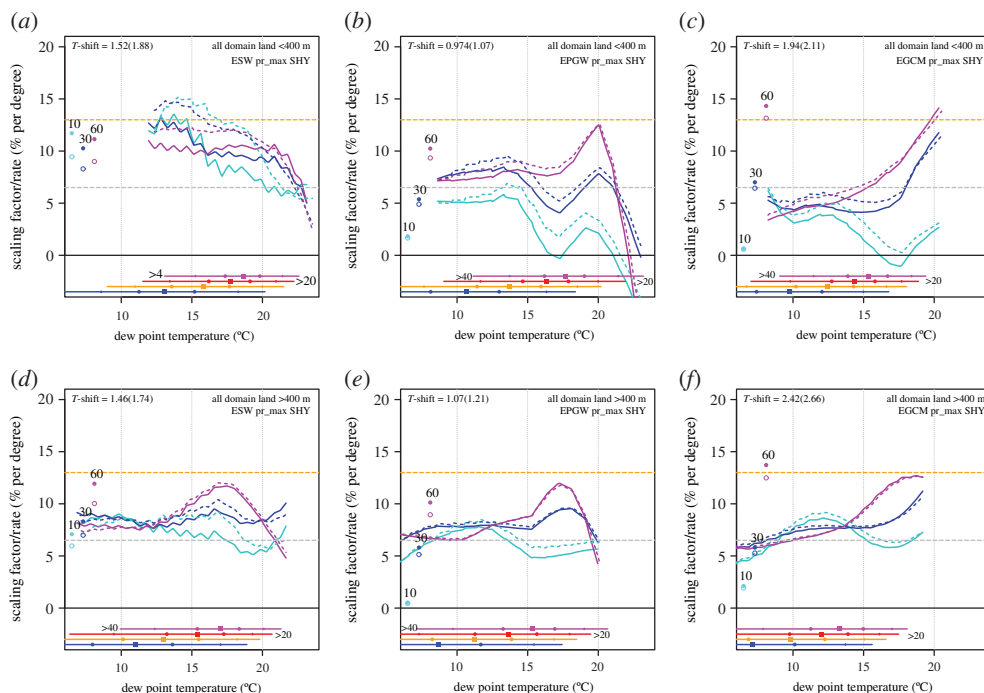 (a)
(b)
(c)
T-shift = 1.52(1.88)
all domain land <400 m
ESW pr_max SHY
T-shift = 0.974(1.07)
all domain land <400 m
EPGW pr_max SHY
T-shift = 1.94(2.11)
all domain land <400 m
EGCM pr_max SHY
scaling factor/rate (% per degree)
20
15
10
5
0
10
30
60
>4
>20
10
15
20
dew point temperature (ºC)
scaling factor/rate (% per degree)
20
15
10
5
0
60
30
10
>40
>20
10
15
20
dew point temperature (ºC)
scaling factor/rate (% per degree)
20
15
10
5
0
60
30
10
>40
>20
10
15
20
dew point temperature (ºC)
(d)
(e)
(f)
T-shift = 1.46(1.74)
all domain land >400 m
ESW pr_max SHY
T-shift = 1.07(1.21)
all domain land >400 m
EPGW pr_max SHY
T-shift = 2.42(2.66)
all domain land >400 m
EGCM pr_max SHY
scaling factor/rate (% per degree)
20
15
10
5
0
60
30
10
>40
>20
10
15
20
dew point temperature (ºC)
scaling factor/rate (% per degree)
20
15
10
5
0
60
30
10
>40
>20
10
15
20
dew point temperature (ºC)
scaling factor/rate (% per degree)
20
15
10
5
0
60
30
10
>40
>20
10
15
20
dew point temperature (ºC)